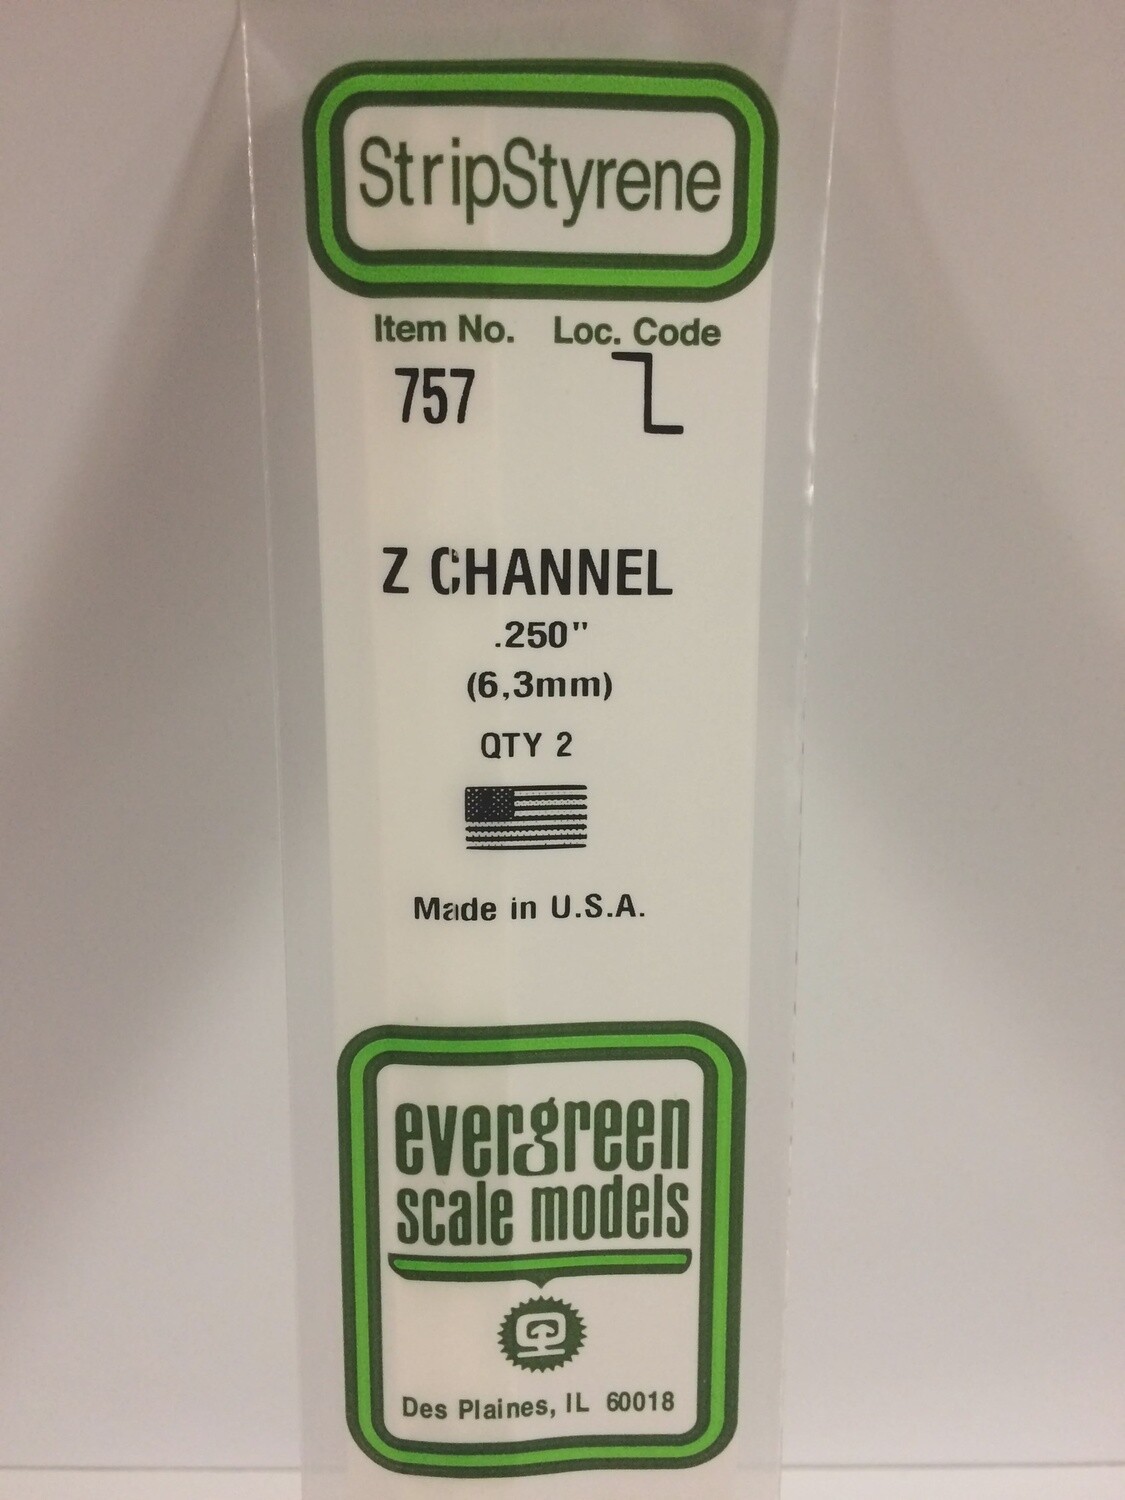 StripStyrene
Item No. Loc. Code
757
Z CHANNEL
.250"
(6,3mm)
QTY 2
Made in U.S.A.
evergreen
scale models
Des Plaines, IL 60018